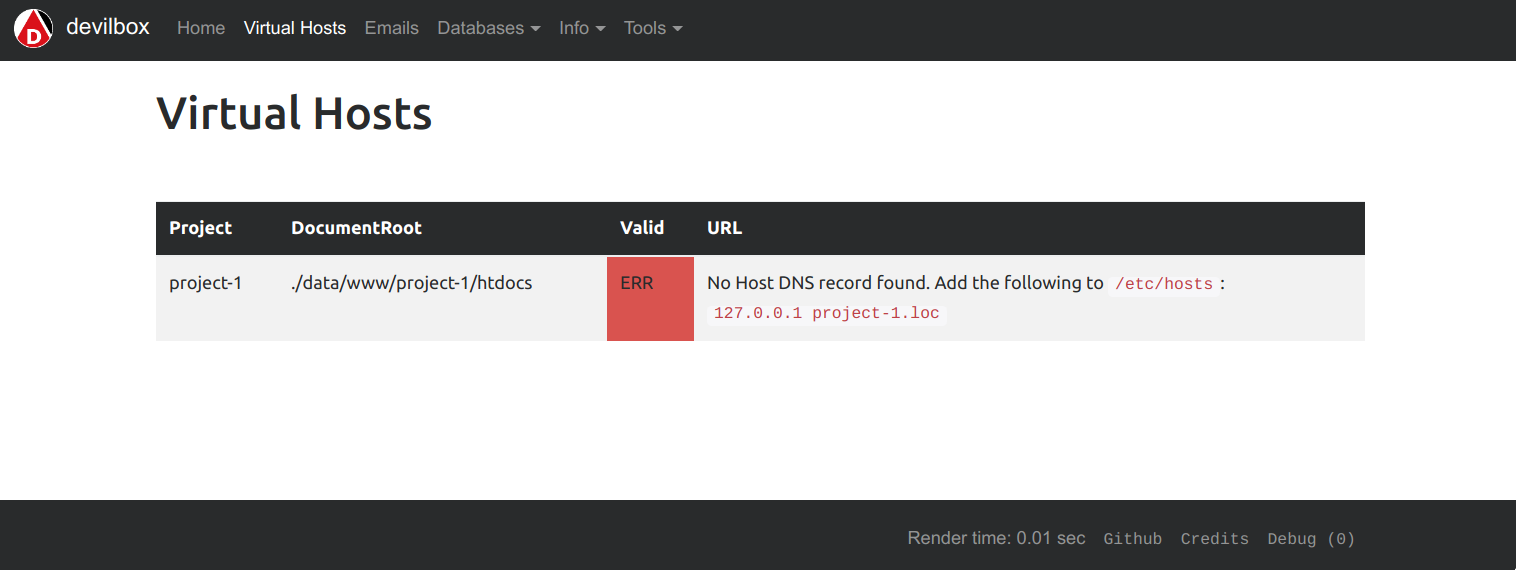 D devilbox Home Virtual Hosts Emails Databases Info Tools
Virtual Hosts
Project DocumentRoot Valid URL
project-1 ./data/www/project-1/htdocs ERR No Host DNS record found. Add the following to /etc/hosts :
127.0.0.1 project-1.loc
Render time: 0.01 sec Github Credits Debug (0)